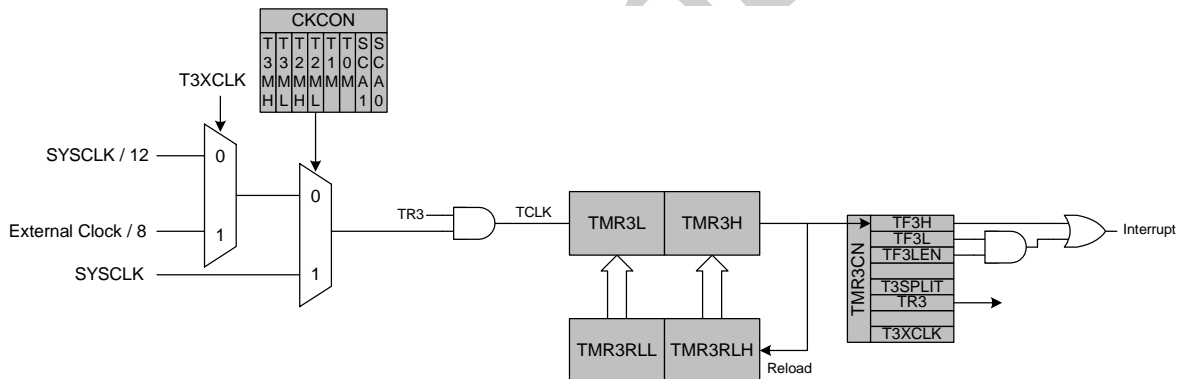 CKCON
T3MH T3ML T2MH T2ML T1M T0M SCA1 SCA0
T3XCLK
SYSCLK / 12
0
External Clock / 8
1
SYSCLK
0
1
TR3
TCLK
TMR3L TMR3H
TMR3RLL TMR3RLH
Reload
TMR3CN
TF3H
TF3L
TF3LEN
T3SPLIT
TR3
T3XCLK
Interrupt